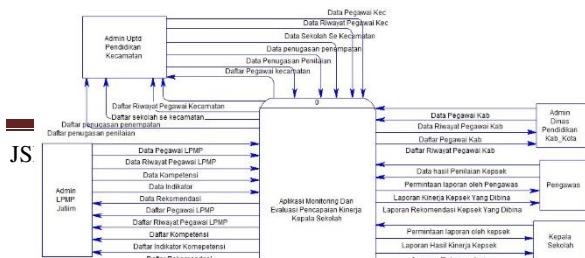 Data Pegawai Kec
Data Riwayat Pegawai Kec
Data Sekolah Se Kecamatan
Data penugasan penempatan
Data Penugasan Penilaian
Daftar Pegawai kecamatan
Admin Uptd
Pendidikan
Kecamatan
Daftar Riwayat Pegawai Kecamatan
Daftar sekolah se kecamatan
Daftar penugasan penempatan
Daftar penugasan penilaian
0
Aplikasi Monitoring Dan
Evaluasi Pencapaian Kinerja
Kepala Sekolah
Data Pegawai Kab
Data Riwayat Pegawai Kab
Daftar Pegawai Kab
Daftar Riwayat Pegawai Kab
Admin
Dinas
Pendidikan
Kab_Kota
JS
Admin
LPMP
Jatim
Data Pegawai LPMP
Data Riwayat Pegawai LPMP
Data Kompetensi
Data Indikator
Data Rekomendasi
Daftar Pegawai LPMP
Daftar Riwayat Pegawai LPMP
Daftar Kompetensi
Daftar Indikator Komepetensi
Daftar Rekomendasi
Data hasil Penilaian Kepsek
Permintaan laporan oleh Pengawas
Laporan Kinerja Kepsek Yang Dibina
Laporan Rekomendasi Kepsek Yang Dibina
Pengawas
Permintaan laporan oleh kepsek
Laporan Hasil Kinerja Kepsek
Kepala
Sekolah